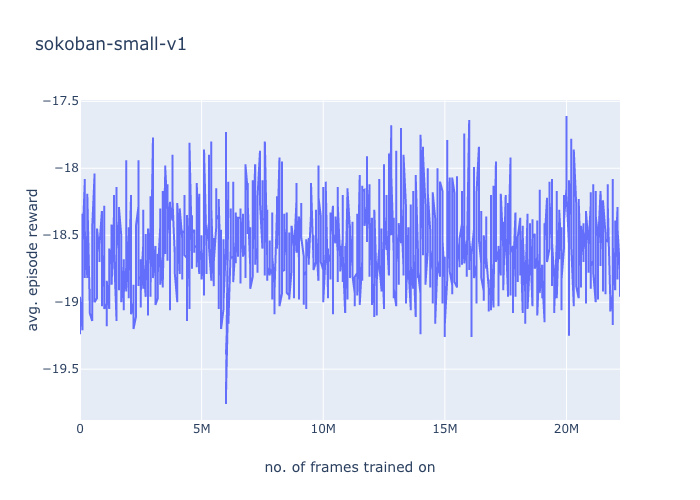 sokoban-small-v1
−17.5
−18
−18.5
−19
−19.5
avg. episode reward
0 5M 10M 15M 20M
no. of frames trained on